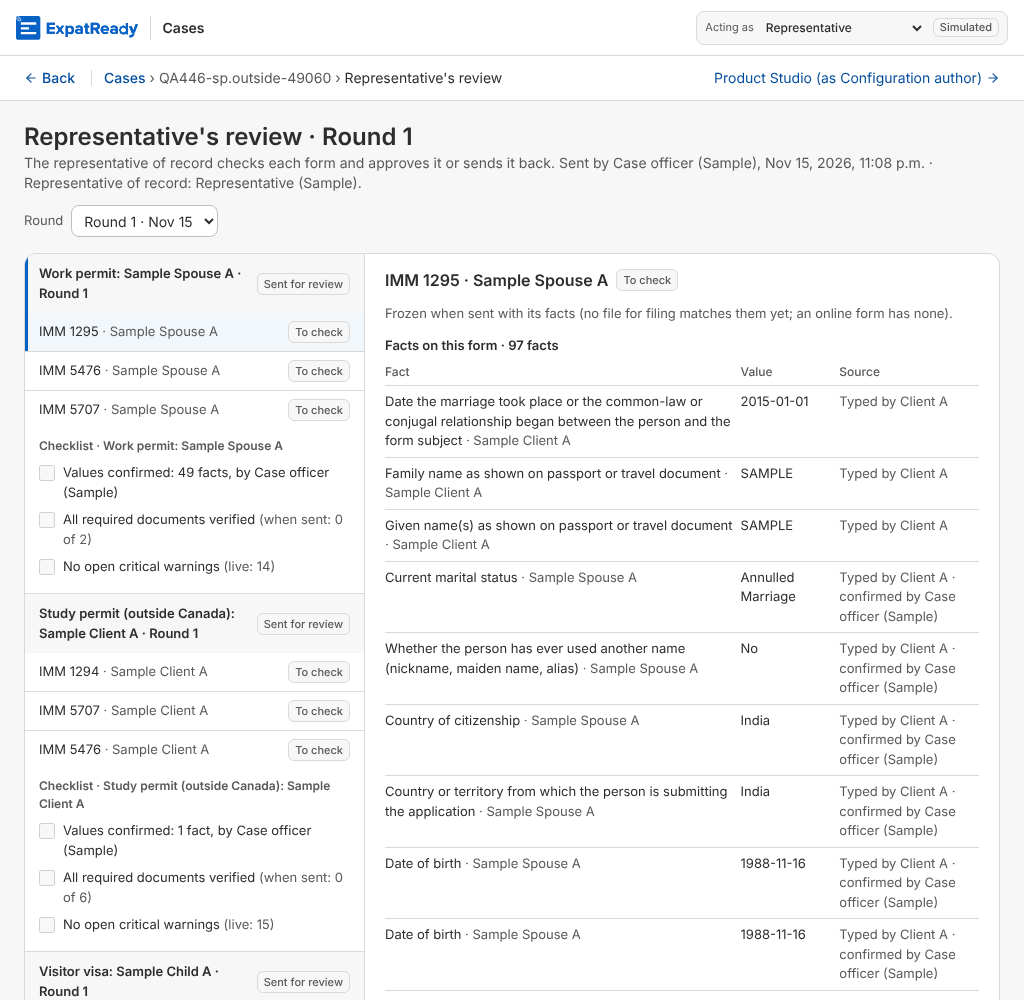 ExpatReady
Cases
Acting as Representative Simulated
← Back
Cases › QA446-sp.outside-49060 › Representative's review
Product Studio (as Configuration author) →
Representative's review · Round 1
The representative of record checks each form and approves it or sends it back. Sent by Case officer (Sample), Nov 15, 2026, 11:08 p.m. ·
Representative of record: Representative (Sample).
Round Round 1 · Nov 15
Work permit: Sample Spouse A ·
Round 1
Sent for review
IMM 1295 · Sample Spouse A To check
IMM 5476 · Sample Spouse A To check
IMM 5707 · Sample Spouse A To check
Checklist · Work permit: Sample Spouse A
Values confirmed: 49 facts, by Case officer
(Sample)
All required documents verified (when sent: 0
of 2)
No open critical warnings (live: 14)
Study permit (outside Canada):
Sample Client A · Round 1
Sent for review
IMM 1294 · Sample Client A To check
IMM 5707 · Sample Client A To check
IMM 5476 · Sample Client A To check
Checklist · Study permit (outside Canada): Sample
Client A
Values confirmed: 1 fact, by Case officer
(Sample)
All required documents verified (when sent: 0
of 6)
No open critical warnings (live: 15)
Visitor visa: Sample Child A ·
Round 1
Sent for review
IMM 1295 · Sample Spouse A To check
Frozen when sent with its facts (no file for filing matches them yet; an online form has none).
Facts on this form · 97 facts
Fact Value Source
Date the marriage took place or the common-law or 2015-01-01 Typed by Client A
conjugal relationship began between the person and the
form subject · Sample Client A
Family name as shown on passport or travel document · SAMPLE Typed by Client A
Sample Client A
Given name(s) as shown on passport or travel document SAMPLE Typed by Client A
· Sample Client A
Current marital status · Sample Spouse A Annulled Typed by Client A ·
Marriage confirmed by Case
officer (Sample)
Whether the person has ever used another name No Typed by Client A ·
(nickname, maiden name, alias) · Sample Spouse A confirmed by Case
officer (Sample)
Country of citizenship · Sample Spouse A India Typed by Client A ·
confirmed by Case
officer (Sample)
Country or territory from which the person is submitting India Typed by Client A ·
the application · Sample Spouse A confirmed by Case
officer (Sample)
Date of birth · Sample Spouse A 1988-11-16 Typed by Client A ·
confirmed by Case
officer (Sample)
Date of birth · Sample Spouse A 1988-11-16 Typed by Client A ·
confirmed by Case
officer (Sample)